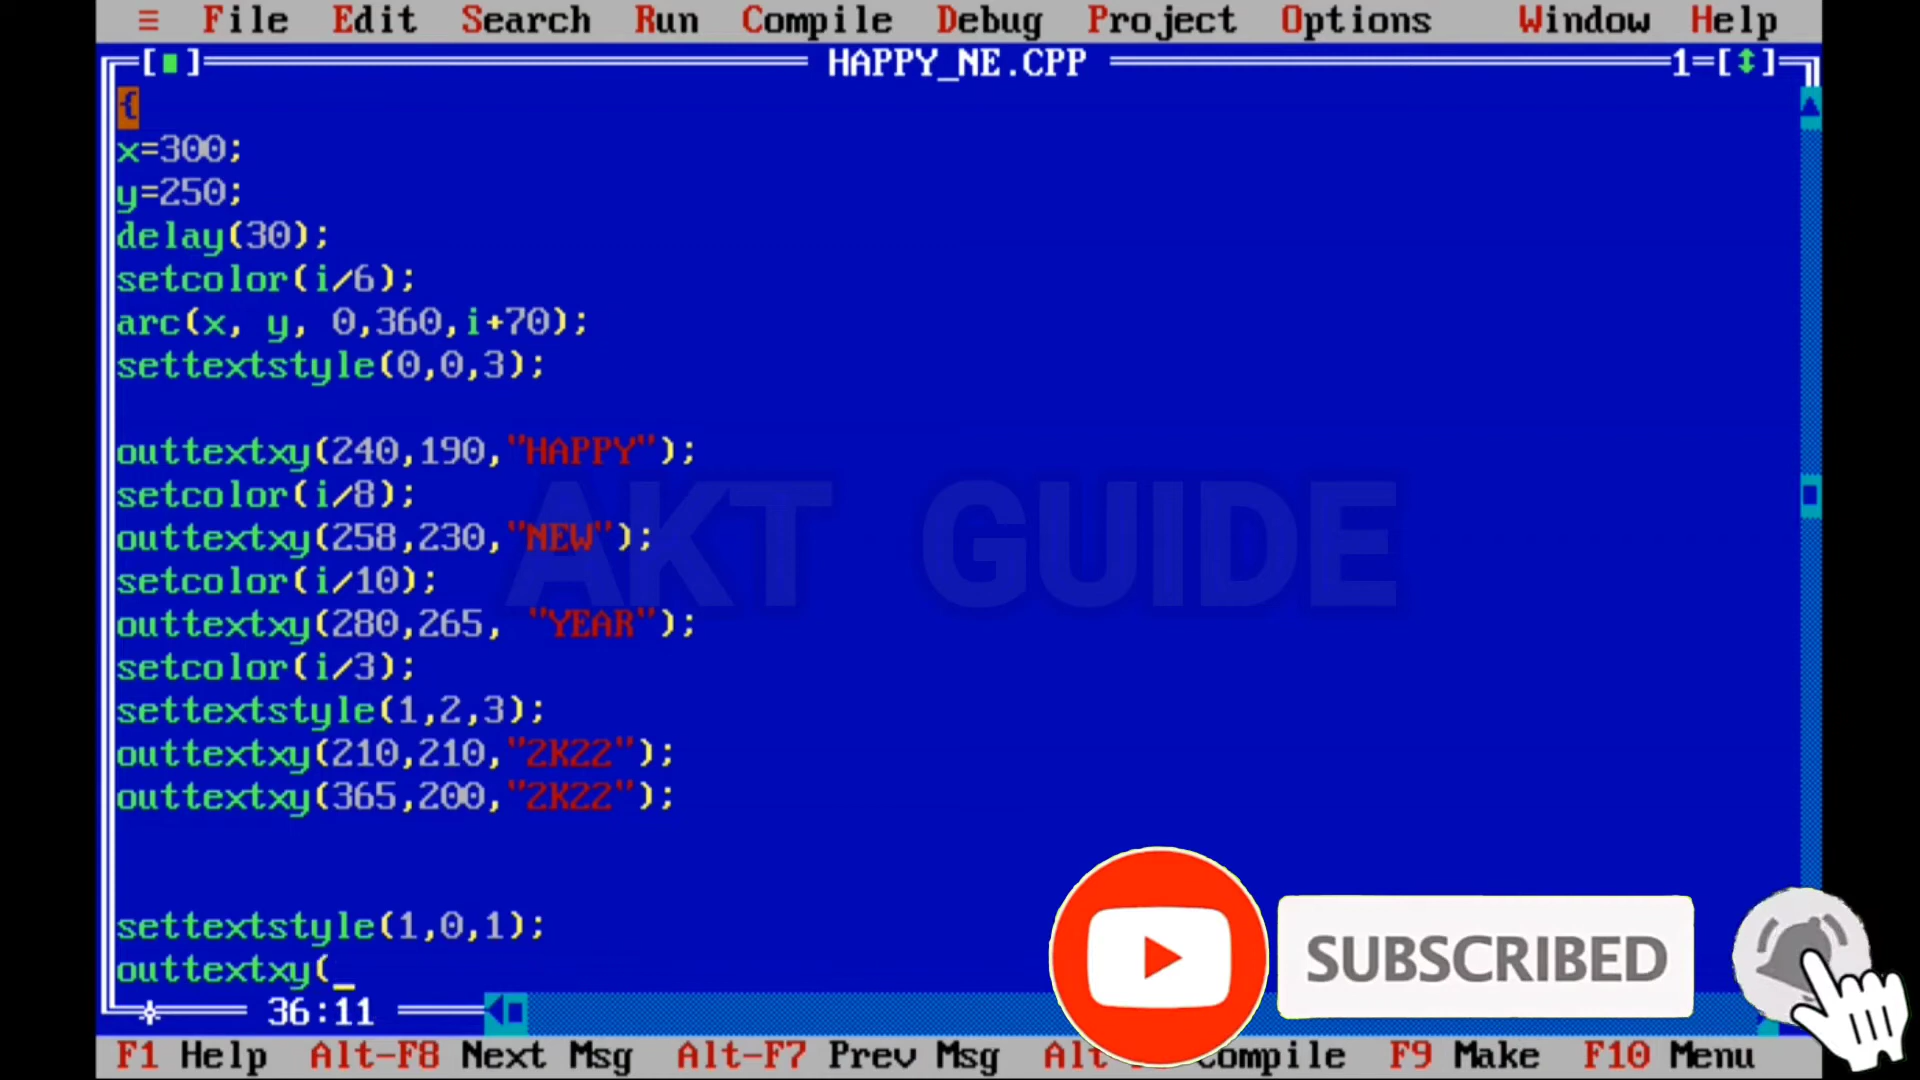 ≡ File Edit Search Run Compile Debug Project Options Window Help
[■] HAPPY_NE.CPP 1=[↕]
{
x=300;
y=250;
delay(30);
setcolor(i/6);
arc(x, y, 0,360,i+70);
settextstyle(0,0,3);
outtextxy(240,190,"HAPPY");
setcolor(i/8);
outtextxy(258,230,"NEW");
setcolor(i/10);
outtextxy(280,265, "YEAR");
setcolor(i/3);
settextstyle(1,2,3);
outtextxy(210,210,"2K22");
outtextxy(365,200,"2K22");
settextstyle(1,0,1);
outtextxy(_
AKT GUIDE
SUBSCRIBED
36:11
F1 Help Alt-F8 Next Msg Alt-F7 Prev Msg Alt Compile F9 Make F10 Menu